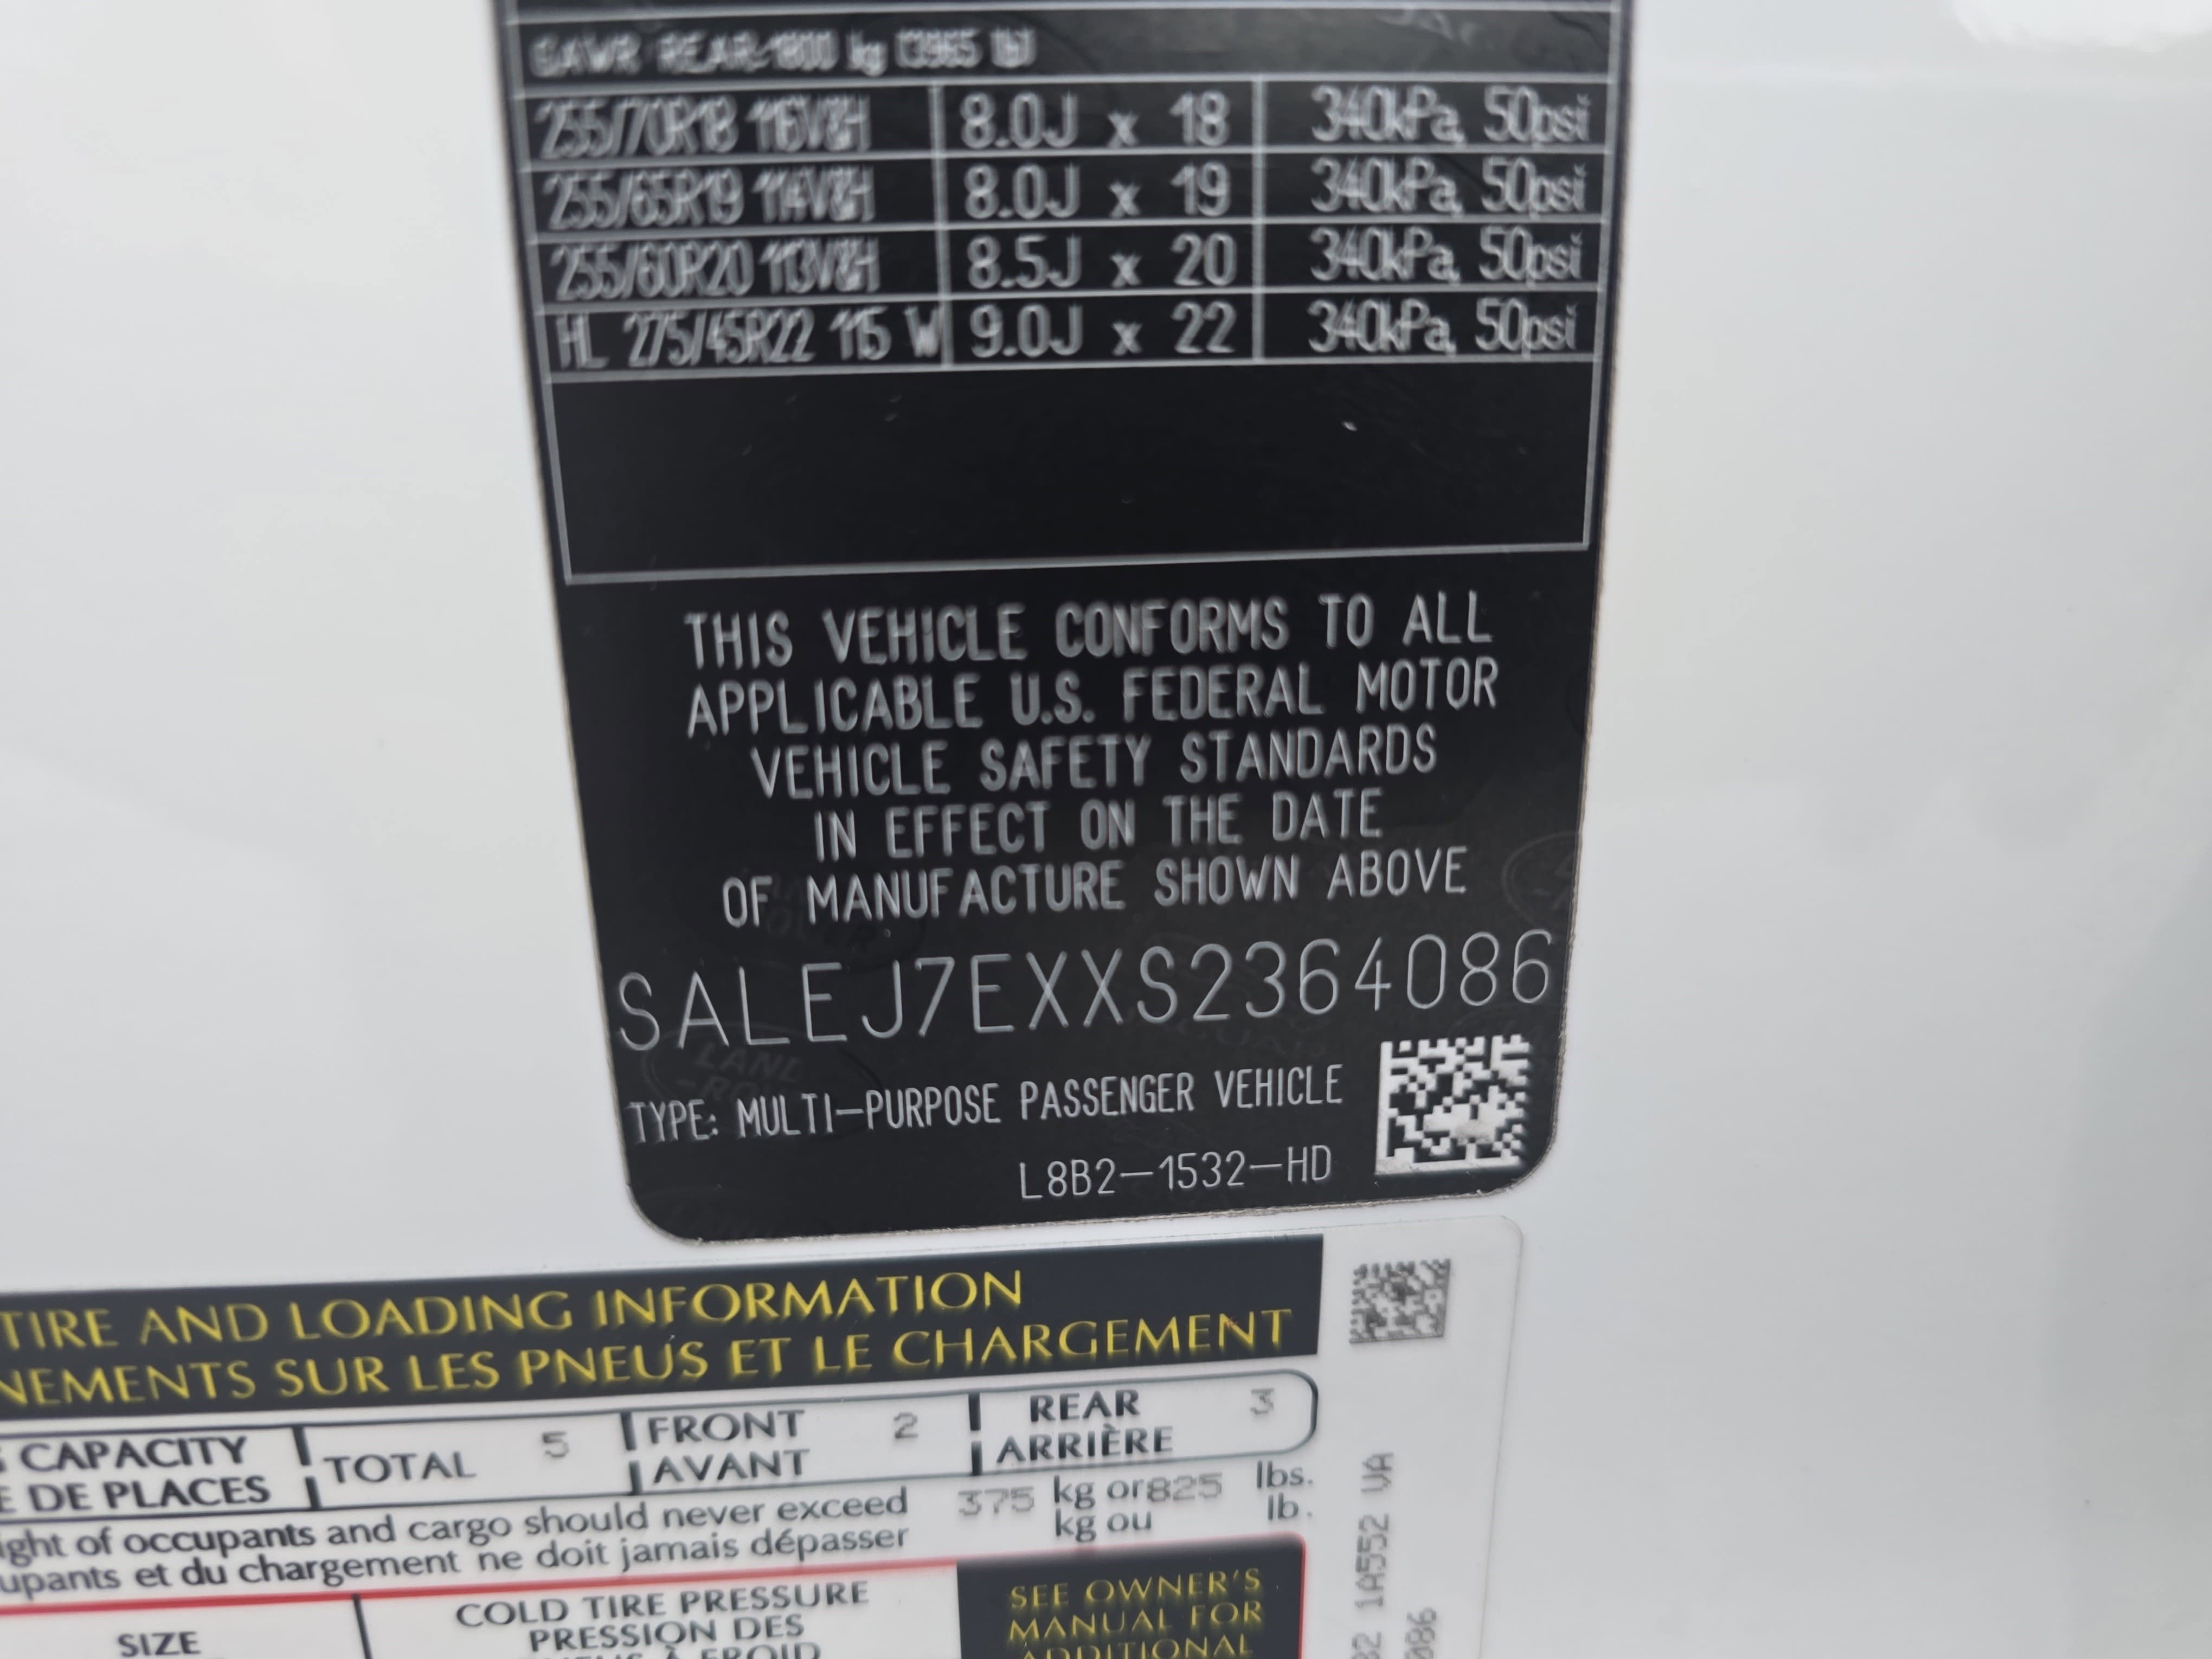 GAWR REAR-1800 kg (3965 lb)
255/70R18 116V&H 8.0J x 18 340kPa, 50psi
255/65R19 114V&H 8.0J x 19 340kPa, 50psi
255/60R20 113V&H 8.5J x 20 340kPa, 50psi
HL 275/45R22 115 W 9.0J x 22 340kPa, 50psi
THIS VEHICLE CONFORMS TO ALL
APPLICABLE U.S. FEDERAL MOTOR
VEHICLE SAFETY STANDARDS
IN EFFECT ON THE DATE
OF MANUFACTURE SHOWN ABOVE
SALEJ7EXXS2364086
LAND
TYPE: MULTI-PURPOSE PASSENGER VEHICLE
L8B2-1532-HD
TIRE AND LOADING INFORMATION
NEMENTS SUR LES PNEUS ET LE CHARGEMENT
CAPACITY TOTAL 5 FRONT 2 REAR 3
E DE PLACES AVANT ARRIÈRE
ight of occupants and cargo should never exceed 375 kg or 825 lbs.
upants et du chargement ne doit jamais dépasser kg ou lb.
SIZE
COLD TIRE PRESSURE
PRESSION DES
SEE OWNER'S
MANUAL FOR
ADDITIONAL
1A552 VA
086